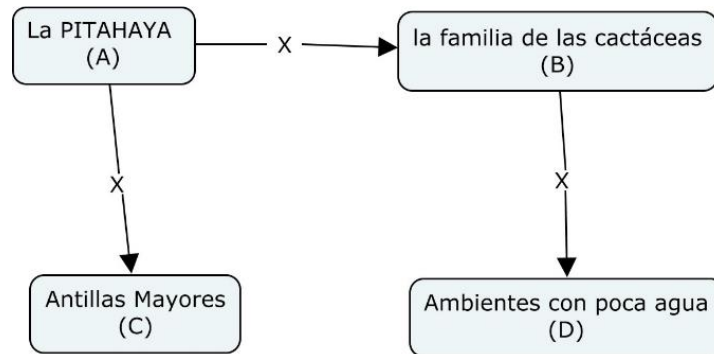 La PITAHAYA
(A)
X
la familia de las cactáceas
(B)
X
X
Antillas Mayores
(C)
Ambientes con poca agua
(D)